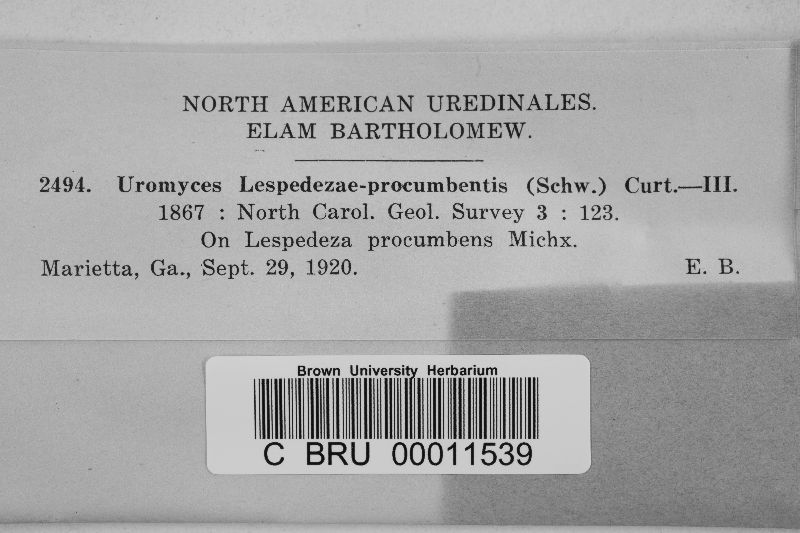 NORTH AMERICAN UREDINALES.
ELAM BARTHOLOMEW.
2494. Uromyces Lespedezae-procumbentis (Schw.) Curt.—III.
1867 : North Carol. Geol. Survey 3 : 123.
On Lespedeza procumbens Michx.
Marietta, Ga., Sept. 29, 1920. E. B.
Brown University Herbarium
C BRU 00011539